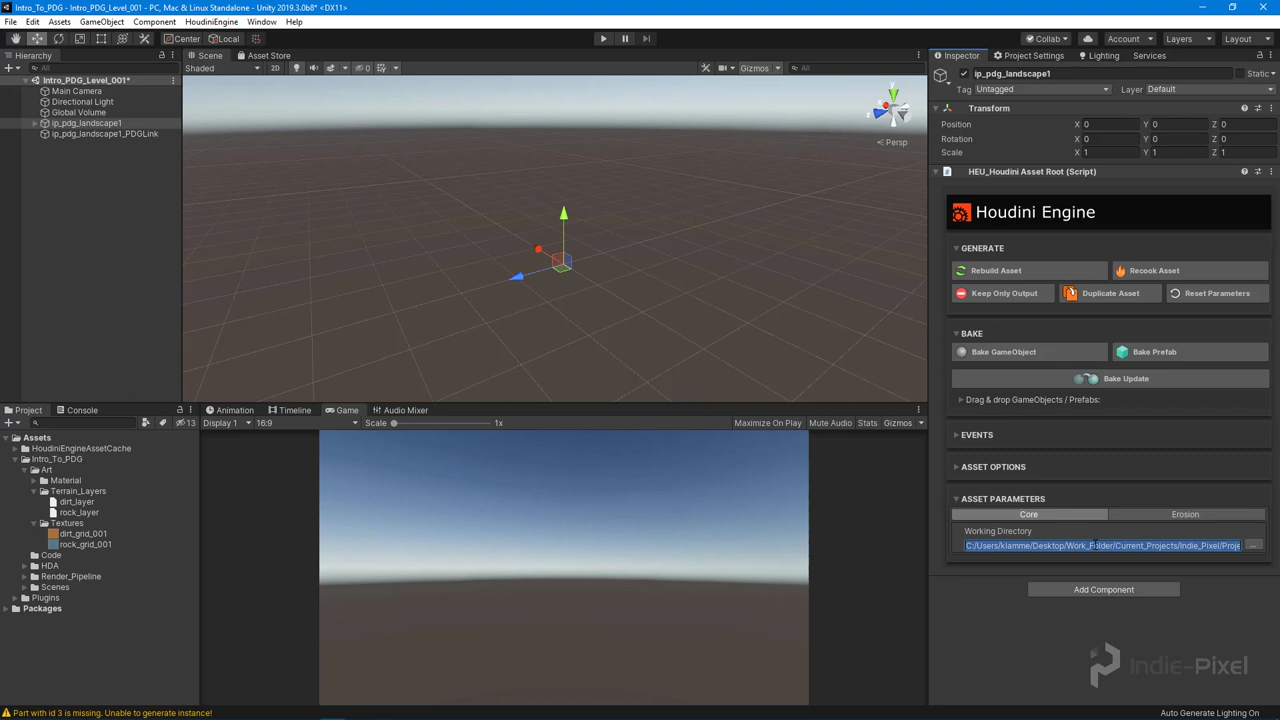 Intro_To_PDG - Intro_PDG_Level_001 - PC, Mac & Linux Standalone - Unity 2019.3.0b8* <DX11>
File Edit Assets GameObject Component HoudiniEngine Window Help
Center Local Collab Account Layers Layout
Hierarchy Scene Asset Store Inspector Project Settings Lighting Services
All Shaded 2D 0 Gizmos All ip_pdg_landscape1 Static
Intro_PDG_Level_001*
Main Camera
Directional Light
Global Volume
ip_pdg_landscape1
ip_pdg_landscape1_PDGLink
y
x
z
Persp
Tag Untagged Layer Default
Transform
Position X 0 Y 0 Z 0
Rotation X 0 Y 0 Z 0
Scale X 1 Y 1 Z 1
HEU_Houdini Asset Root (Script)
Houdini Engine
GENERATE
Rebuild Asset Recook Asset
Keep Only Output Duplicate Asset Reset Parameters
BAKE
Bake GameObject Bake Prefab
Bake Update
Drag & drop GameObjects / Prefabs:
EVENTS
ASSET OPTIONS
ASSET PARAMETERS
Core Erosion
Working Directory
C:/Users/klamme/Desktop/Work_Folder/Current_Projects/Indie_Pixel/Proje
...
Add Component
Project Console Animation Timeline Game Audio Mixer
13 Display 1 16:9 Scale 1x Maximize On Play Mute Audio Stats Gizmos
Assets
HoudiniEngineAssetCache
Intro_To_PDG
Art
Material
Terrain_Layers
dirt_layer
rock_layer
Textures
dirt_grid_001
rock_grid_001
Code
HDA
Render_Pipeline
Scenes
Plugins
Packages
Indie-Pixel
Part with id 3 is missing. Unable to generate instance! Auto Generate Lighting On